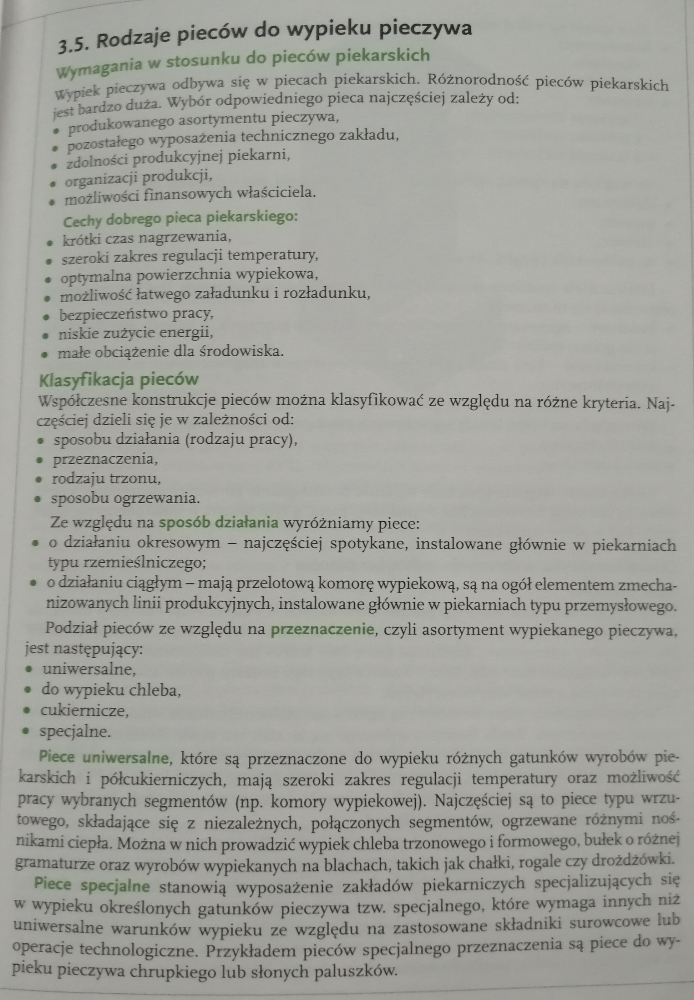 3.5. Rodzaje pieców do wypieku pieczywa
Wymagania w stosunku do pieców piekarskich
Wypiek pieczywa odbywa się w piecach piekarskich. Różnorodność pieców piekarskich
jest bardzo duża. Wybór odpowiedniego pieca najczęściej zależy od:
• produkowanego asortymentu pieczywa,
• pozostałego wyposażenia technicznego zakładu,
• zdolności produkcyjnej piekarni,
• organizacji produkcji,
• możliwości finansowych właściciela.
Cechy dobrego pieca piekarskiego:
• krótki czas nagrzewania,
• szeroki zakres regulacji temperatury,
• optymalna powierzchnia wypiekowa,
• możliwość łatwego załadunku i rozładunku,
• bezpieczeństwo pracy,
• niskie zużycie energii,
• małe obciążenie dla środowiska.
Klasyfikacja pieców
Współczesne konstrukcje pieców można klasyfikować ze względu na różne kryteria. Naj-
częściej dzieli się je w zależności od:
• sposobu działania (rodzaju pracy),
• przeznaczenia,
• rodzaju trzonu,
• sposobu ogrzewania.
Ze względu na sposób działania wyróżniamy piece:
• o działaniu okresowym – najczęściej spotykane, instalowane głównie w piekarniach
typu rzemieślniczego;
• o działaniu ciągłym – mają przelotową komorę wypiekową, są na ogół elementem zmecha-
nizowanych linii produkcyjnych, instalowane głównie w piekarniach typu przemysłowego.
Podział pieców ze względu na przeznaczenie, czyli asortyment wypiekanego pieczywa,
jest następujący:
• uniwersalne,
• do wypieku chleba,
• cukiernicze,
• specjalne.
Piece uniwersalne, które są przeznaczone do wypieku różnych gatunków wyrobów pie-
karskich i półcukierniczych, mają szeroki zakres regulacji temperatury oraz możliwość
pracy wybranych segmentów (np. komory wypiekowej). Najczęściej są to piece typu wrzu-
towego, składające się z niezależnych, połączonych segmentów, ogrzewane różnymi noś-
nikami ciepła. Można w nich prowadzić wypiek chleba trzonowego i formowego, bułek o różnej
gramaturze oraz wyrobów wypiekanych na blachach, takich jak chałki, rogale czy drożdżówki.
Piece specjalne stanowią wyposażenie zakładów piekarniczych specjalizujących się
w wypieku określonych gatunków pieczywa tzw. specjalnego, które wymaga innych niż
uniwersalne warunków wypieku ze względu na zastosowane składniki surowcowe lub
operacje technologiczne. Przykładem pieców specjalnego przeznaczenia są piece do wy-
pieku pieczywa chrupkiego lub słonych paluszków.